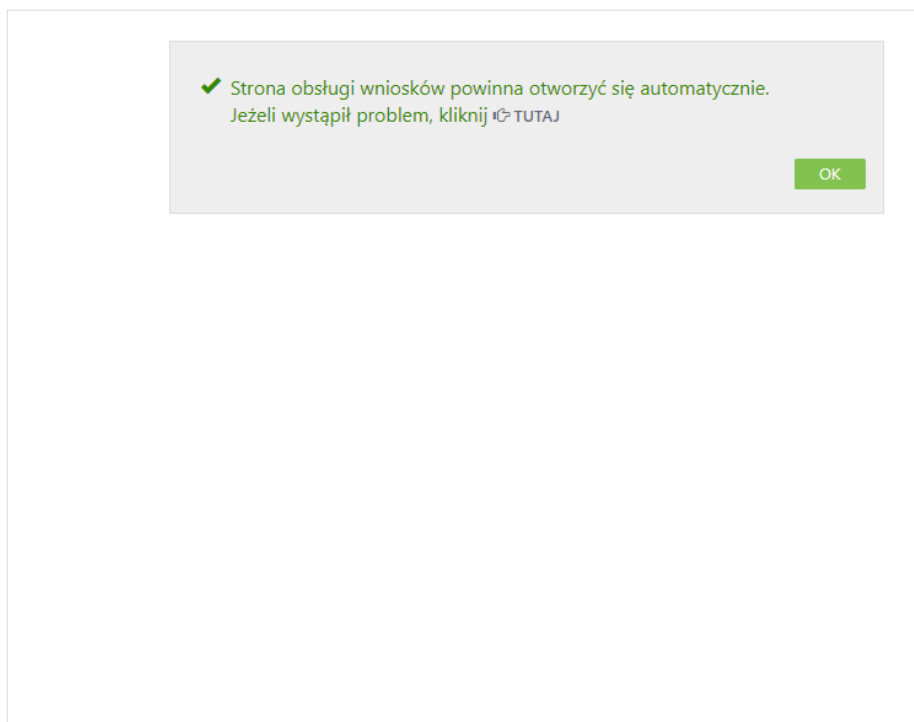 Strona obsługi wniosków powinna otworzyć się automatycznie.
Jeżeli wystąpił problem, kliknij TUTAJ
OK